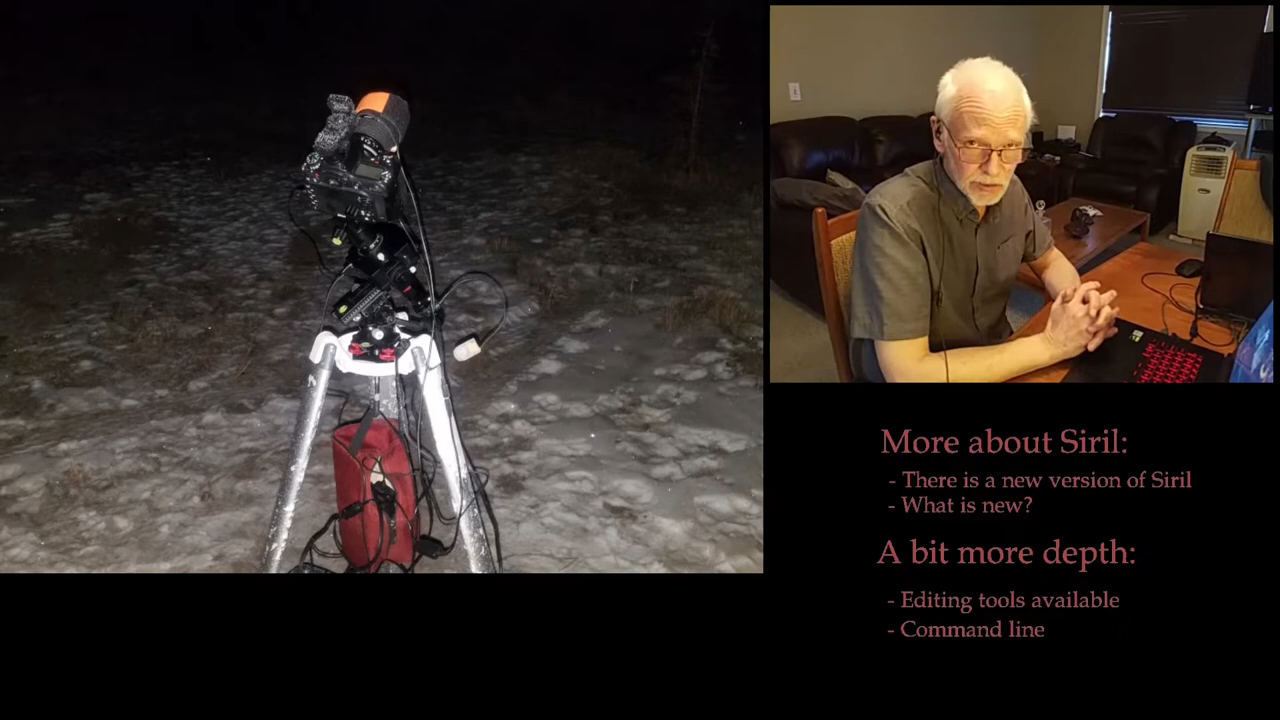 More about Siril:
- There is a new version of Siril
- What is new?
A bit more depth:
- Editing tools available
- Command line